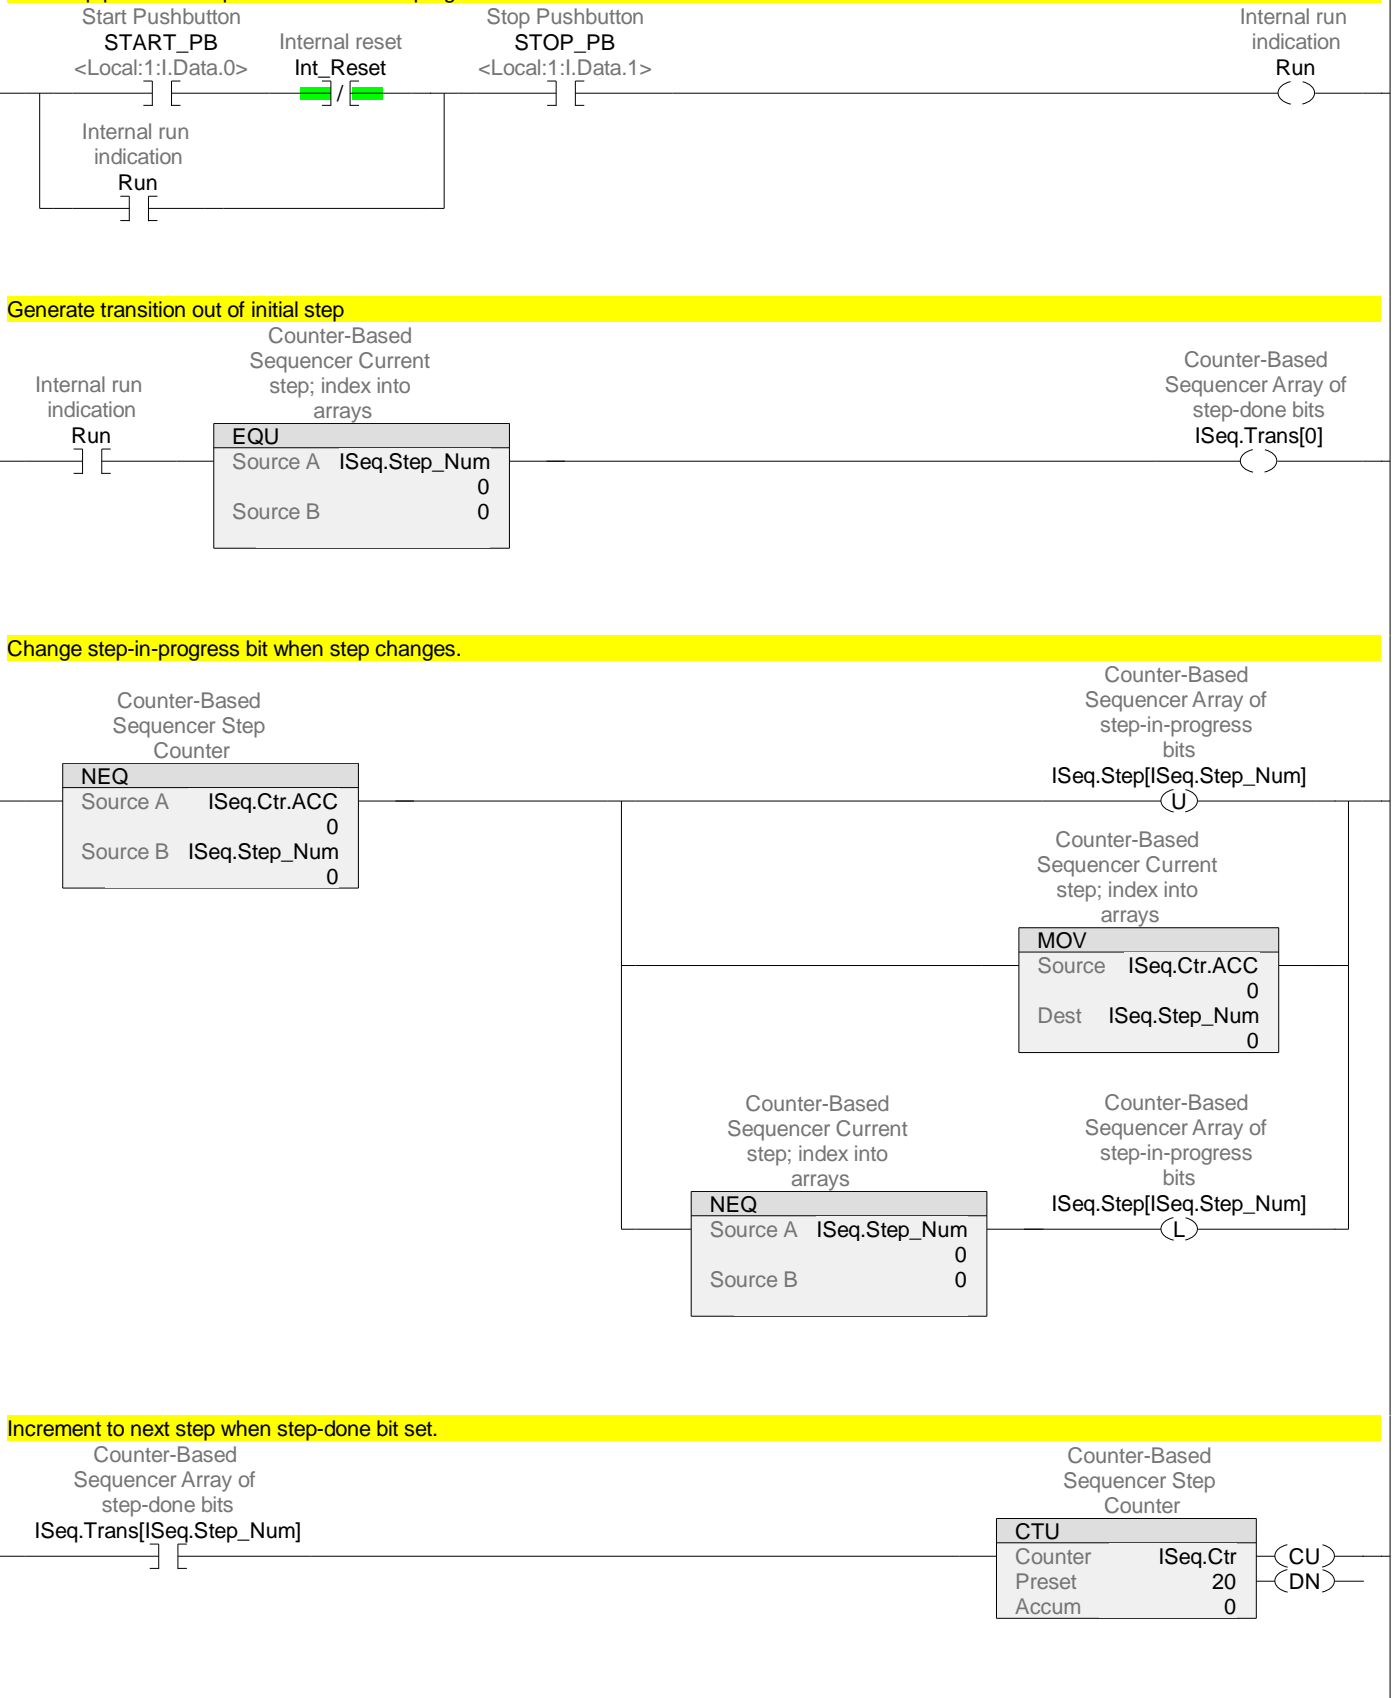 Start Pushbutton
START_PB
<Local:1:I.Data.0>
Internal reset
Int_Reset
/
Stop Pushbutton
STOP_PB
<Local:1:I.Data.1>
Internal run
indication
Run
Internal run
indication
Run
Generate transition out of initial step
Internal run
indication
Run
Counter-Based
Sequencer Current
step; index into
arrays
EQU
Source A ISeq.Step_Num
0
Source B 0
Counter-Based
Sequencer Array of
step-done bits
ISeq.Trans[0]
Change step-in-progress bit when step changes.
Counter-Based
Sequencer Step
Counter
NEQ
Source A ISeq.Ctr.ACC
0
Source B ISeq.Step_Num
0
Counter-Based
Sequencer Array of
step-in-progress
bits
ISeq.Step[ISeq.Step_Num]
U
Counter-Based
Sequencer Current
step; index into
arrays
MOV
Source ISeq.Ctr.ACC
0
Dest ISeq.Step_Num
0
Counter-Based
Sequencer Current
step; index into
arrays
NEQ
Source A ISeq.Step_Num
0
Source B 0
Counter-Based
Sequencer Array of
step-in-progress
bits
ISeq.Step[ISeq.Step_Num]
L
Increment to next step when step-done bit set.
Counter-Based
Sequencer Array of
step-done bits
ISeq.Trans[ISeq.Step_Num]
Counter-Based
Sequencer Step
Counter
CTU
Counter ISeq.Ctr
Preset 20
Accum 0
CU
DN